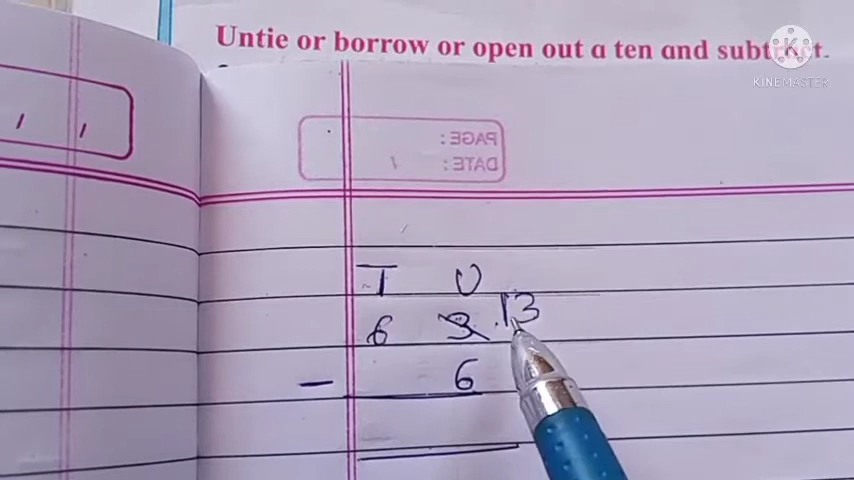 Untie or borrow or open out a ten and subtract.
K
KINEMASTER
PAGE :
DATE :
T U
6 3 13
- 6